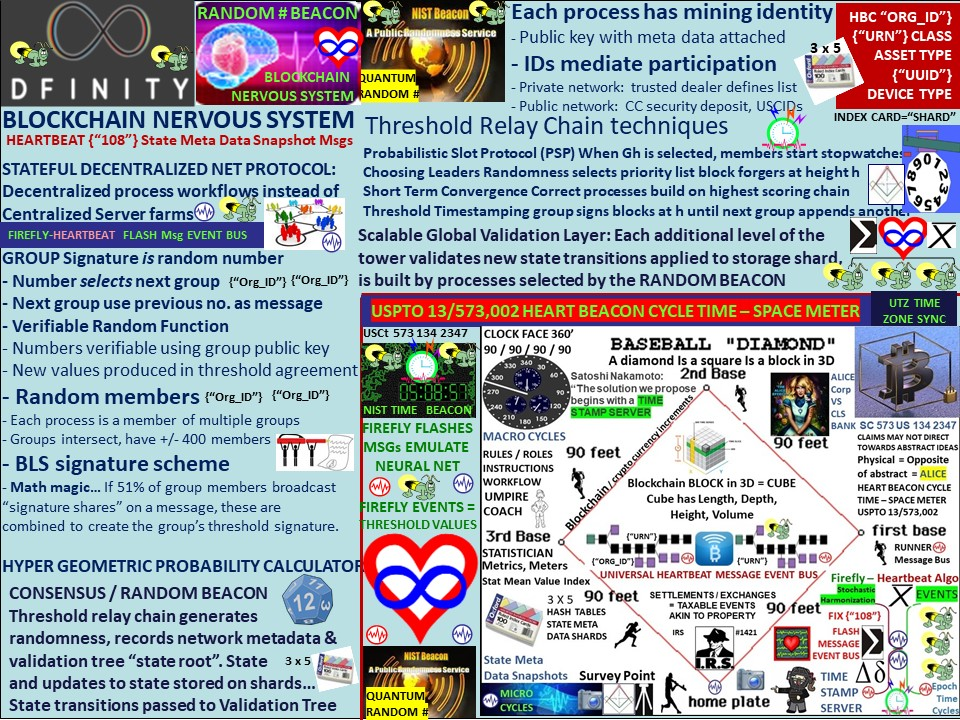 DFINITY
RANDOM # BEACON
BLOCKCHAIN
NERVOUS SYSTEM
NIST Beacon
A Public Randomness Service
QUANTUM
RANDOM #
Each process has mining identity
- Public key with meta data attached
- IDs mediate participation
- Private network: trusted dealer defines list
- Public network: CC security deposit, USCIDs
3 x 5
HBC "ORG_ID"}
{"URN"} CLASS
ASSET TYPE
{"UUID"}
DEVICE TYPE
INDEX CARD="SHARD"
BLOCKCHAIN NERVOUS SYSTEM
HEARTBEAT {"108"} State Meta Data Snapshot Msgs
STATEFUL DECENTRALIZED NET PROTOCOL:
Decentralized process workflows instead of
Centralized Server farms
FIREFLY-HEARTBEAT FLASH Msg EVENT BUS
GROUP Signature is random number
- Number selects next group {"Org_ID"} {"Org_ID"}
- Next group use previous no. as message
- Verifiable Random Function
- Numbers verifiable using group public key
- New values produced in threshold agreement
- Random members {"Org_ID"} {"Org_ID"}
- Each process is a member of multiple groups
- Groups intersect, have +/- 400 members
- BLS signature scheme
- Math magic... If 51% of group members broadcast
"signature shares" on a message, these are
combined to create the group's threshold signature.
HYPER GEOMETRIC PROBABILITY CALCULATOR
CONSENSUS / RANDOM BEACON
Threshold relay chain generates
randomness, records network metadata &
validation tree "state root". State
and updates to state stored on shards...
State transitions passed to Validation Tree
12
3 x 5
Threshold Relay Chain techniques
Probabilistic Slot Protocol (PSP) When Gh is selected, members start stopwatches
Choosing Leaders Randomness selects priority list block forgers at height h
Short Term Convergence Correct processes build on highest scoring chain
Threshold Timestamping group signs blocks at h until next group appends another
Scalable Global Validation Layer: Each additional level of the
tower validates new state transitions applied to storage shard,
is built by processes selected by the RANDOM BEACON
Σ
X
USPTO 13/573,002 HEART BEACON CYCLE TIME – SPACE METER
UTZ TIME
ZONE SYNC
USCt 573 134 2347
NIST TIME BEACON
FIREFLY FLASHES
MSGs EMULATE
NEURAL NET
FIREFLY EVENTS =
THRESHOLD VALUES
NIST Beacon
A Public Randomness Service
QUANTUM
RANDOM #
CLOCK FACE 360'
90 / 90 / 90 / 90
MACRO CYCLES
Satoshi Nakamoto:
"The solution we propose
begins with a TIME
STAMP SERVER
BASEBALL "DIAMOND"
A diamond Is a square Is a block in 3D
2nd Base
ALICE
Corp
VS
CLS
BANK
90 feet
90 feet
RULES / ROLES
INSTRUCTIONS
WORKFLOW
UMPIRE
COACH
Blockchain / crypto currency increments
Blockchain BLOCK in 3D = CUBE
Cube has Length, Depth,
Height, Volume
SC 573 US 134 2347
CLAIMS MAY NOT DIRECT
TOWARDS ABSTRACT IDEAS
Physical = Opposite
of abstract = ALICE
HEART BEACON CYCLE
TIME – SPACE METER
USPTO 13/573,002
3rd Base
STATISTICIAN
Metrics, Meters
Stat Mean Value Index
{"URN"}
{"ORG_ID"}
{"URN"}
UNIVERSAL HEARTBEAT MESSAGE EVENT BUS
first base
RUNNER
Message Bus
3 X 5
HASH TABLES
STATE META
DATA SHARDS
90 feet
SETTLEMENTS / EXCHANGES
= TAXABLE EVENTS
AKIN TO PROPERTY
IRS
#1421
I.R.S.
90 feet
Firefly – Heartbeat Algo
Stochastic
Harmonization
X
EVENTS
FIX {"108"}
FLASH
MESSAGE
EVENT BUS
Σ
Δδ
State Meta
Data Snapshots
MICRO
CYCLES
Survey Point
home plate
TIME
STAMP
SERVER
Epoch
Time
Cycles